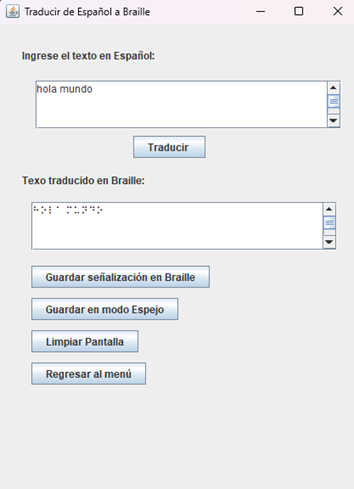 Traducir de Español a Braille
Ingrese el texto en Español:
hola mundo
Traducir
Texo traducido en Braille:
⠓⠕⠇⠁ ⠍⠥⠝⠙⠕
Guardar señalización en Braille
Guardar en modo Espejo
Limpiar Pantalla
Regresar al menú